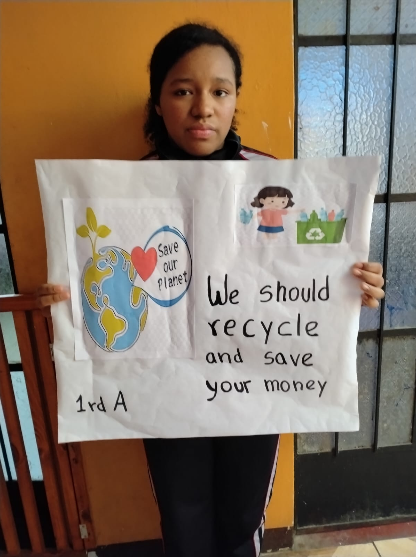 Save
our
Planet
We should
recycle
and save
your money
1rd A